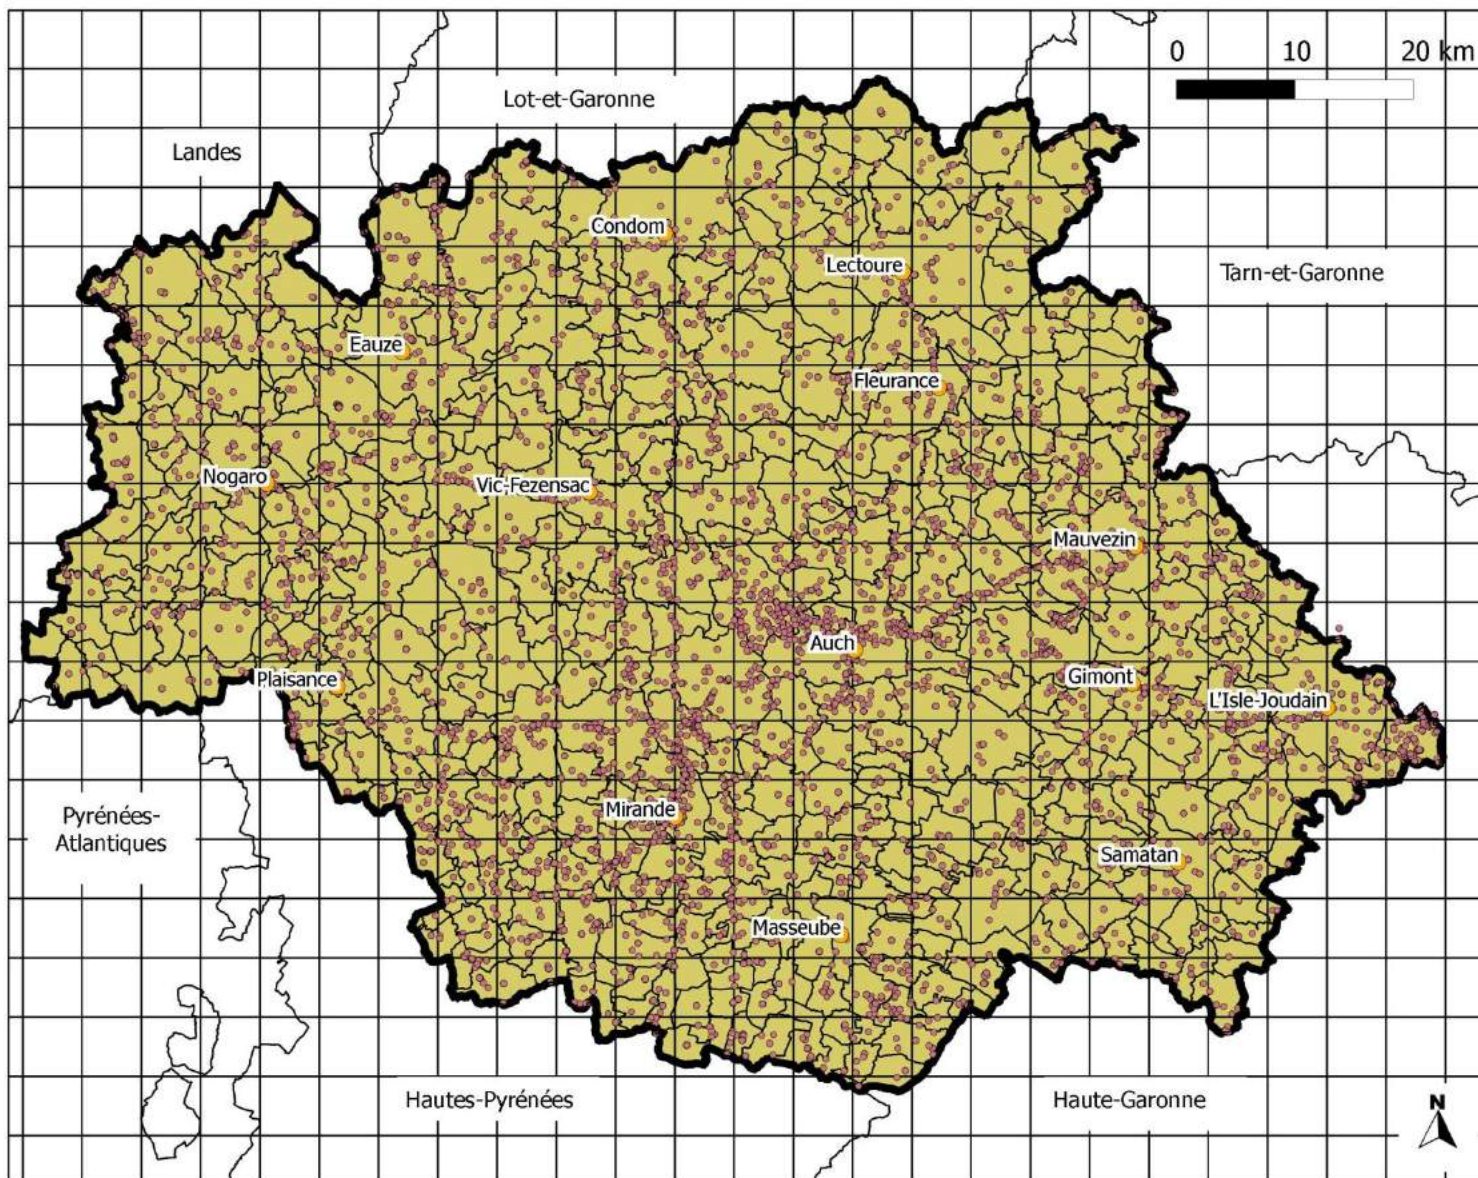 0 10 20 km
Lot-et-Garonne
Landes
Condom
Lectoure
Tarn-et-Garonne
Eauze
Fleurance
Nogaro
Vic-Fezensac
Mauvezin
Auch
Plaisance
Gimont
L'Isle-Joudain
Mirande
Pyrénées-
Atlantiques
Samatan
Masseube
Hautes-Pyrénées
Haute-Garonne
N